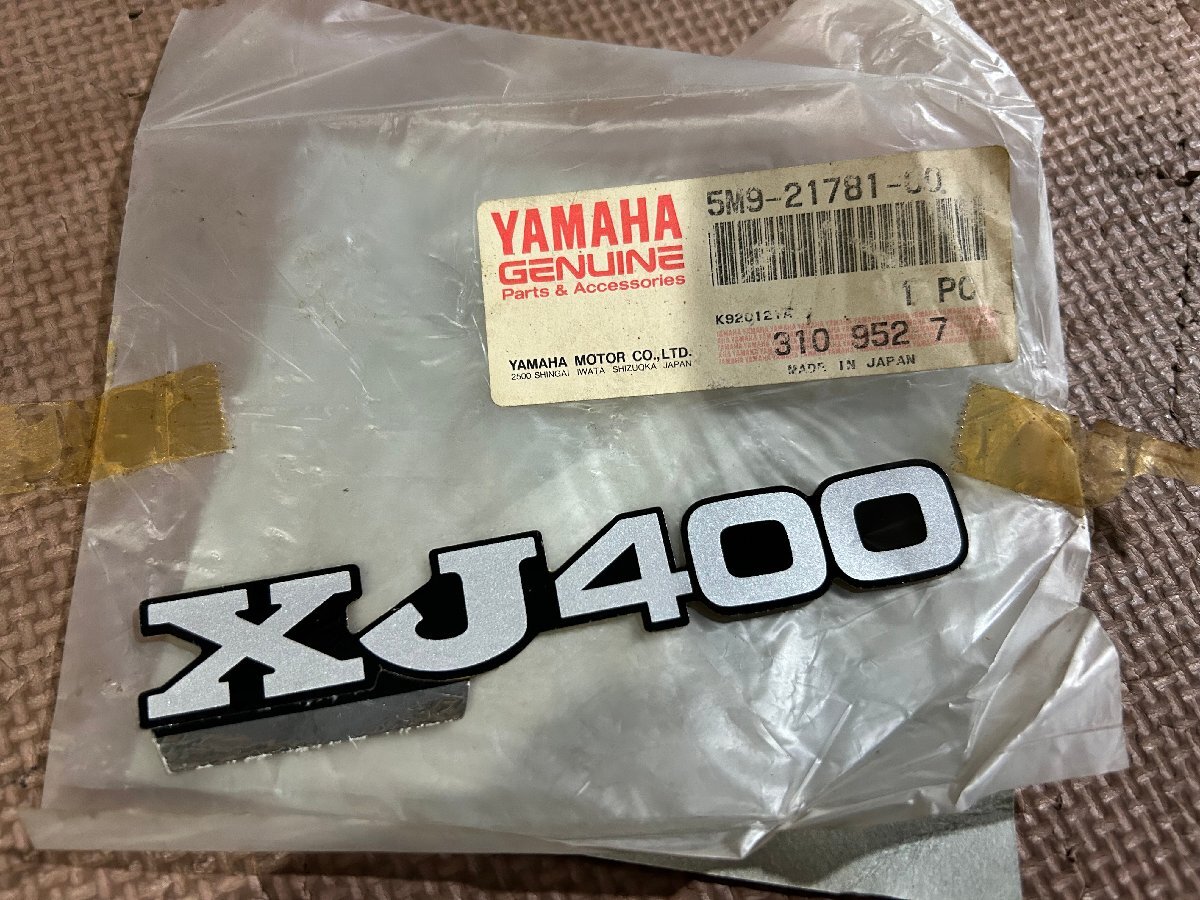 YAMAHA
GENUINE
Parts & Accessories
YAMAHA MOTOR CO.,LTD.
2500 SHINGAI IWATA SHIZUOKA JAPAN
5M9-21781-00
1 PC
310 952 7
MADE IN JAPAN
XJ400